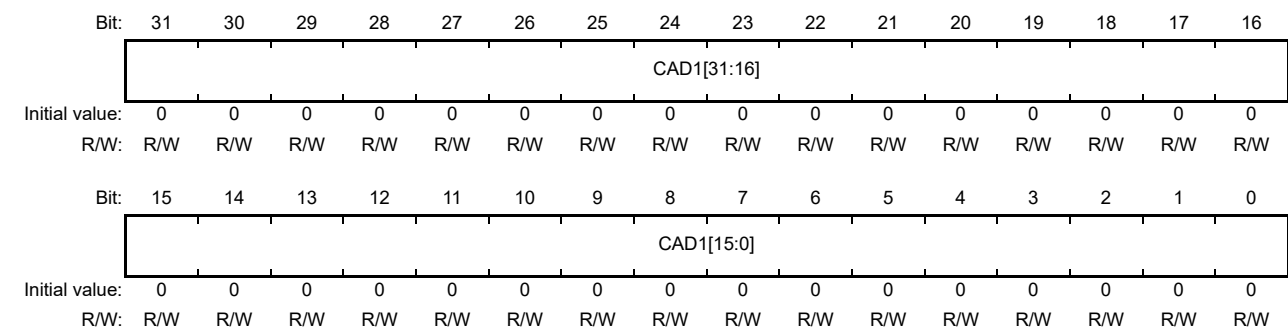 Bit: 31 30 29 28 27 26 25 24 23 22 21 20 19 18 17 16
CAD1[31:16]
Initial value: 0 0 0 0 0 0 0 0 0 0 0 0 0 0 0 0
R/W: R/W R/W R/W R/W R/W R/W R/W R/W R/W R/W R/W R/W R/W R/W R/W R/W
Bit: 15 14 13 12 11 10 9 8 7 6 5 4 3 2 1 0
CAD1[15:0]
Initial value: 0 0 0 0 0 0 0 0 0 0 0 0 0 0 0 0
R/W: R/W R/W R/W R/W R/W R/W R/W R/W R/W R/W R/W R/W R/W R/W R/W R/W